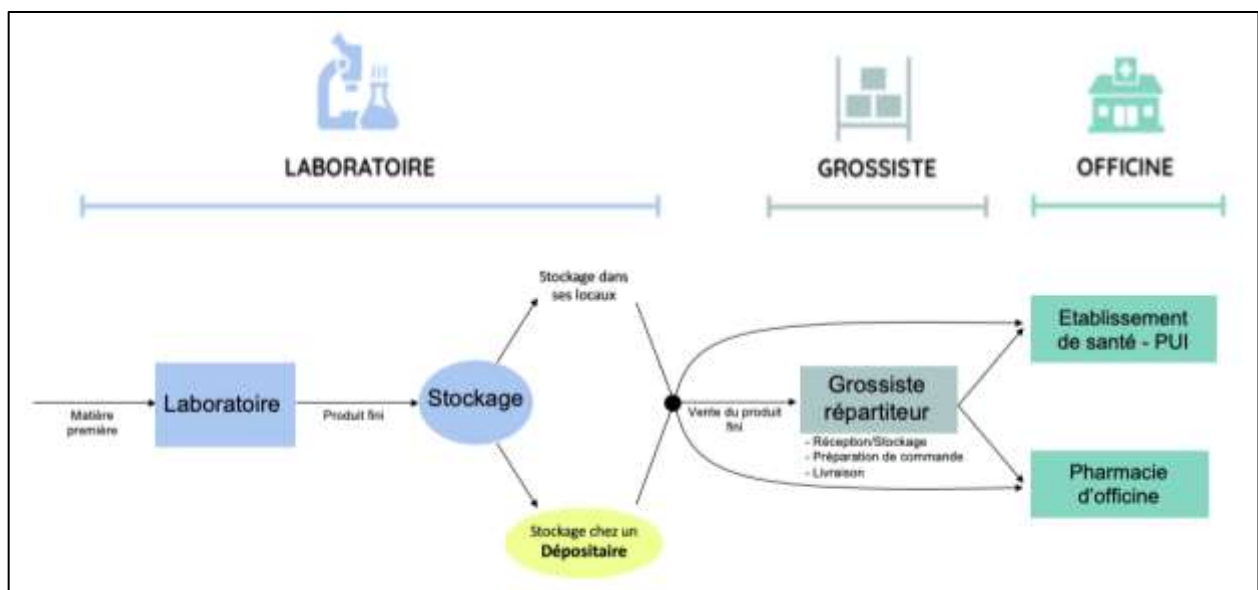 LABORATOIRE
GROSSISTE
OFFICINE
Stockage dans
ses locaux
Etablissement
de santé - PUI
Laboratoire
Stockage
Grossiste
répartiteur
Matière
première
Produit fini
Vente du produit
fini
- Réception/Stockage
- Préparation de commande
- Livraison
Pharmacie
d'officine
Stockage chez un
Dépositaire